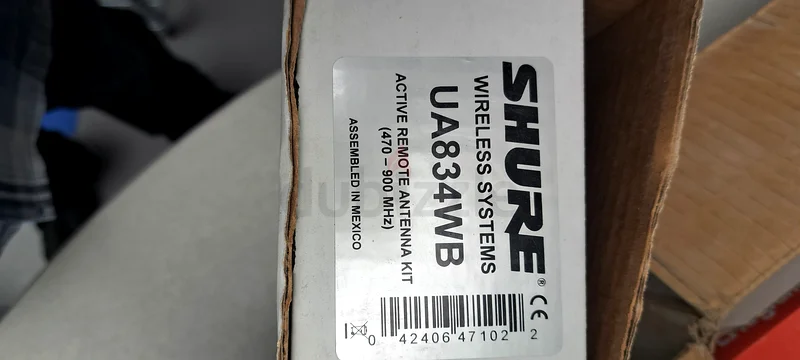 SHURE®
WIRELESS SYSTEMS
UA834WB
ACTIVE REMOTE ANTENNA KIT
(470 – 900 MHz)
ASSEMBLED IN MEXICO
CE
0 42406 47102 2
dubizzle